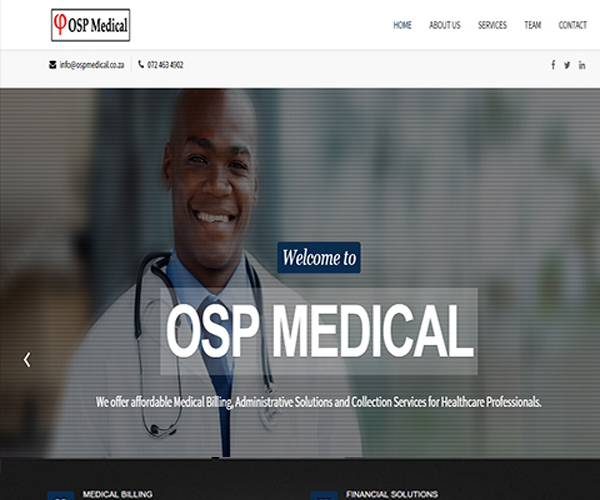 φ OSP Medical
HOME ABOUT US SERVICES TEAM CONTACT
info@ospmedical.co.za 072 463 4902
Welcome to
OSP MEDICAL
We offer affordable Medical Billing, Administrative Solutions and Collection Services for Healthcare Professionals.
MEDICAL BILLING FINANCIAL SOLUTIONS